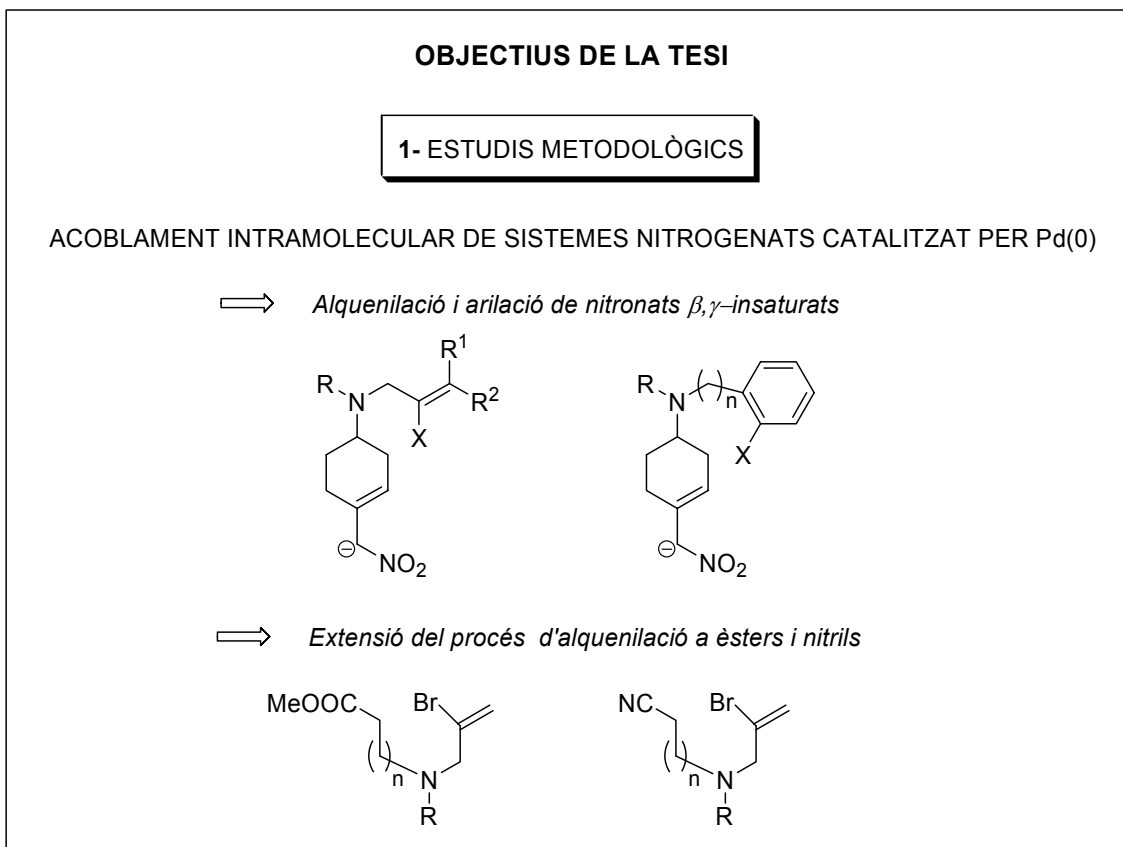 OBJECTIUS DE LA TESI
1- ESTUDIS METODOLÒGICS
ACOBLAMENT INTRAMOLECULAR DE SISTEMES NITROGENATS CATALITZAT PER Pd(0)
Alquenilació i arilació de nitronats β,γ–insaturats
R N R¹ R² X
NO₂
R N ( )n X
NO₂
Extensió del procés d'alquenilació a èsters i nitrils
MeOOC Br
( )n N
R
NC Br
( )n N
R